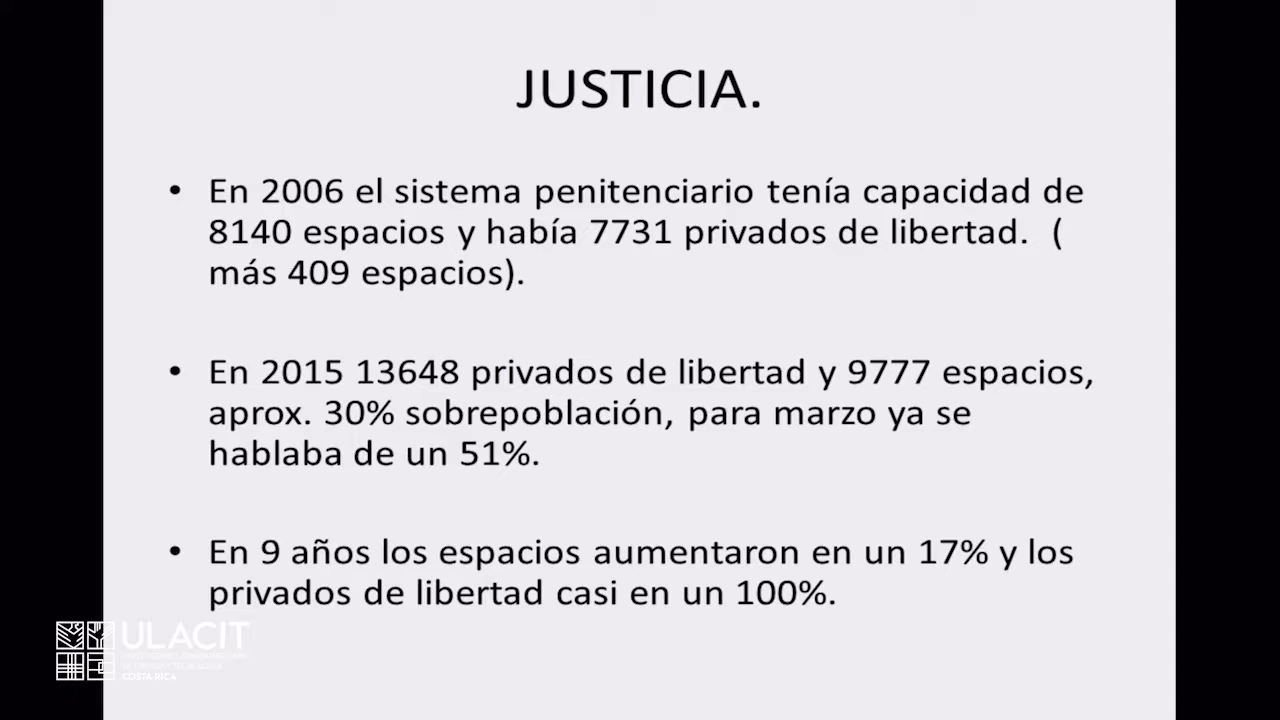 JUSTICIA.
• En 2006 el sistema penitenciario tenía capacidad de
8140 espacios y había 7731 privados de libertad. (
más 409 espacios).
• En 2015 13648 privados de libertad y 9777 espacios,
aprox. 30% sobrepoblación, para marzo ya se
hablaba de un 51%.
• En 9 años los espacios aumentaron en un 17% y los
privados de libertad casi en un 100%.
ULACIT
COSTA RICA